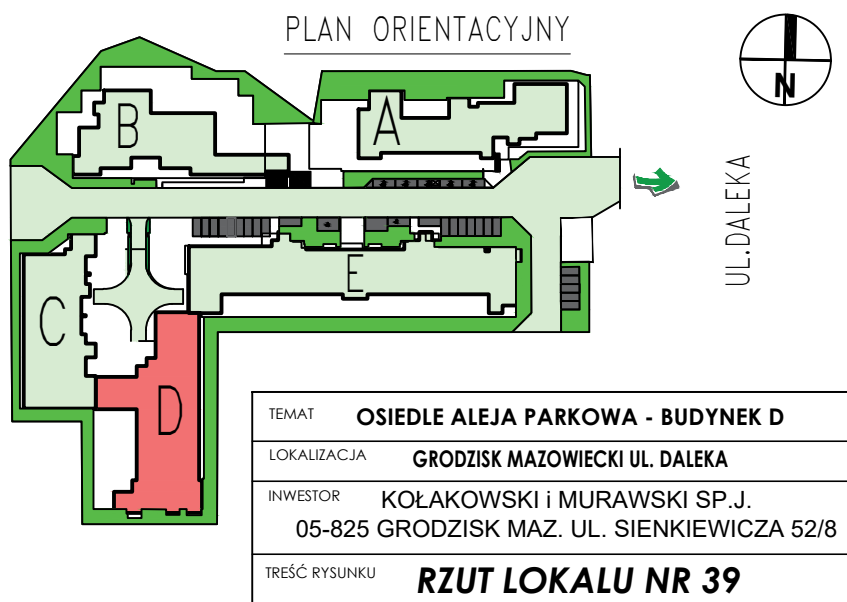 PLAN ORIENTACYJNY
N
B
A
UL.DALEKA
E
C
D
TEMAT OSIEDLE ALEJA PARKOWA - BUDYNEK D
LOKALIZACJA GRODZISK MAZOWIECKI UL. DALEKA
INWESTOR KOŁAKOWSKI i MURAWSKI SP.J.
05-825 GRODZISK MAZ. UL. SIENKIEWICZA 52/8
TREŚĆ RYSUNKU RZUT LOKALU NR 39